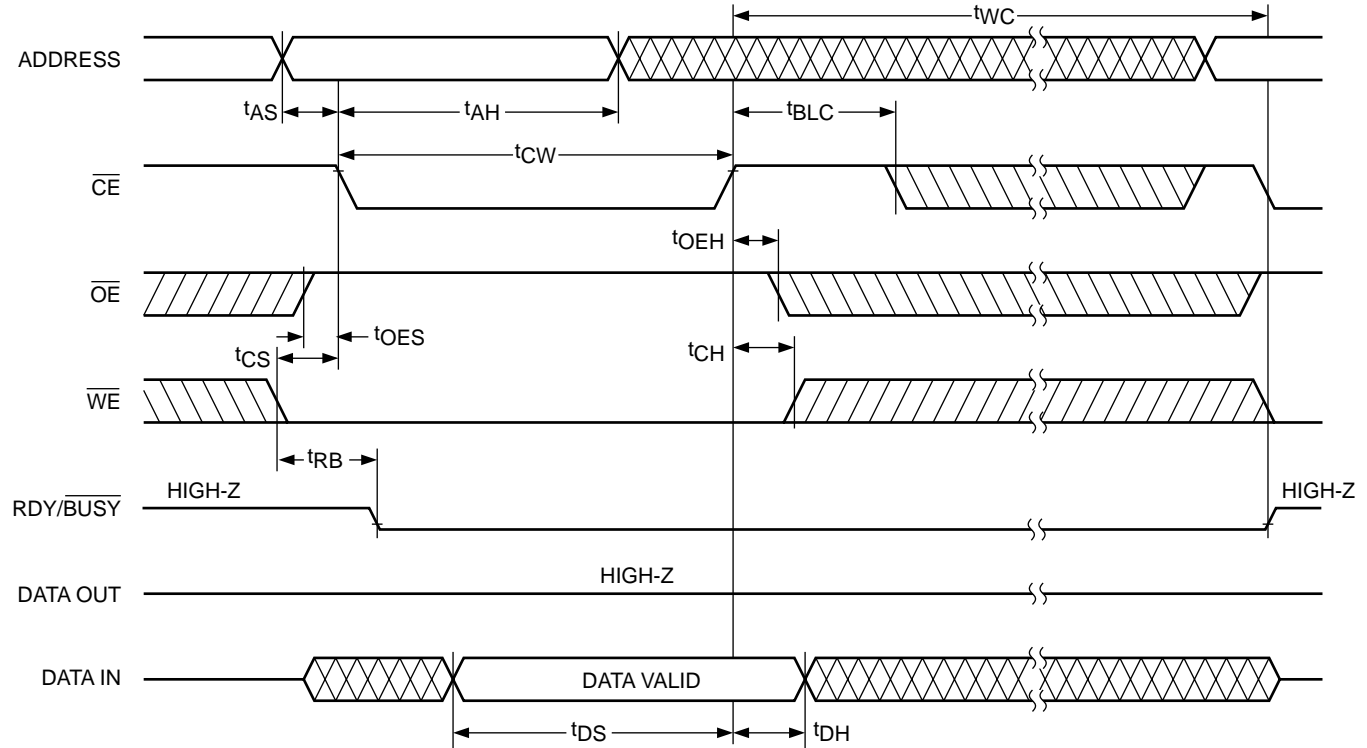 tWC
ADDRESS
tAS
tAH
tBLC
tCW
CE
tOEH
OE
tOES
tCS
tCH
WE
tRB
HIGH-Z
HIGH-Z
RDY/BUSY
HIGH-Z
DATA OUT
DATA IN
DATA VALID
tDS
tDH